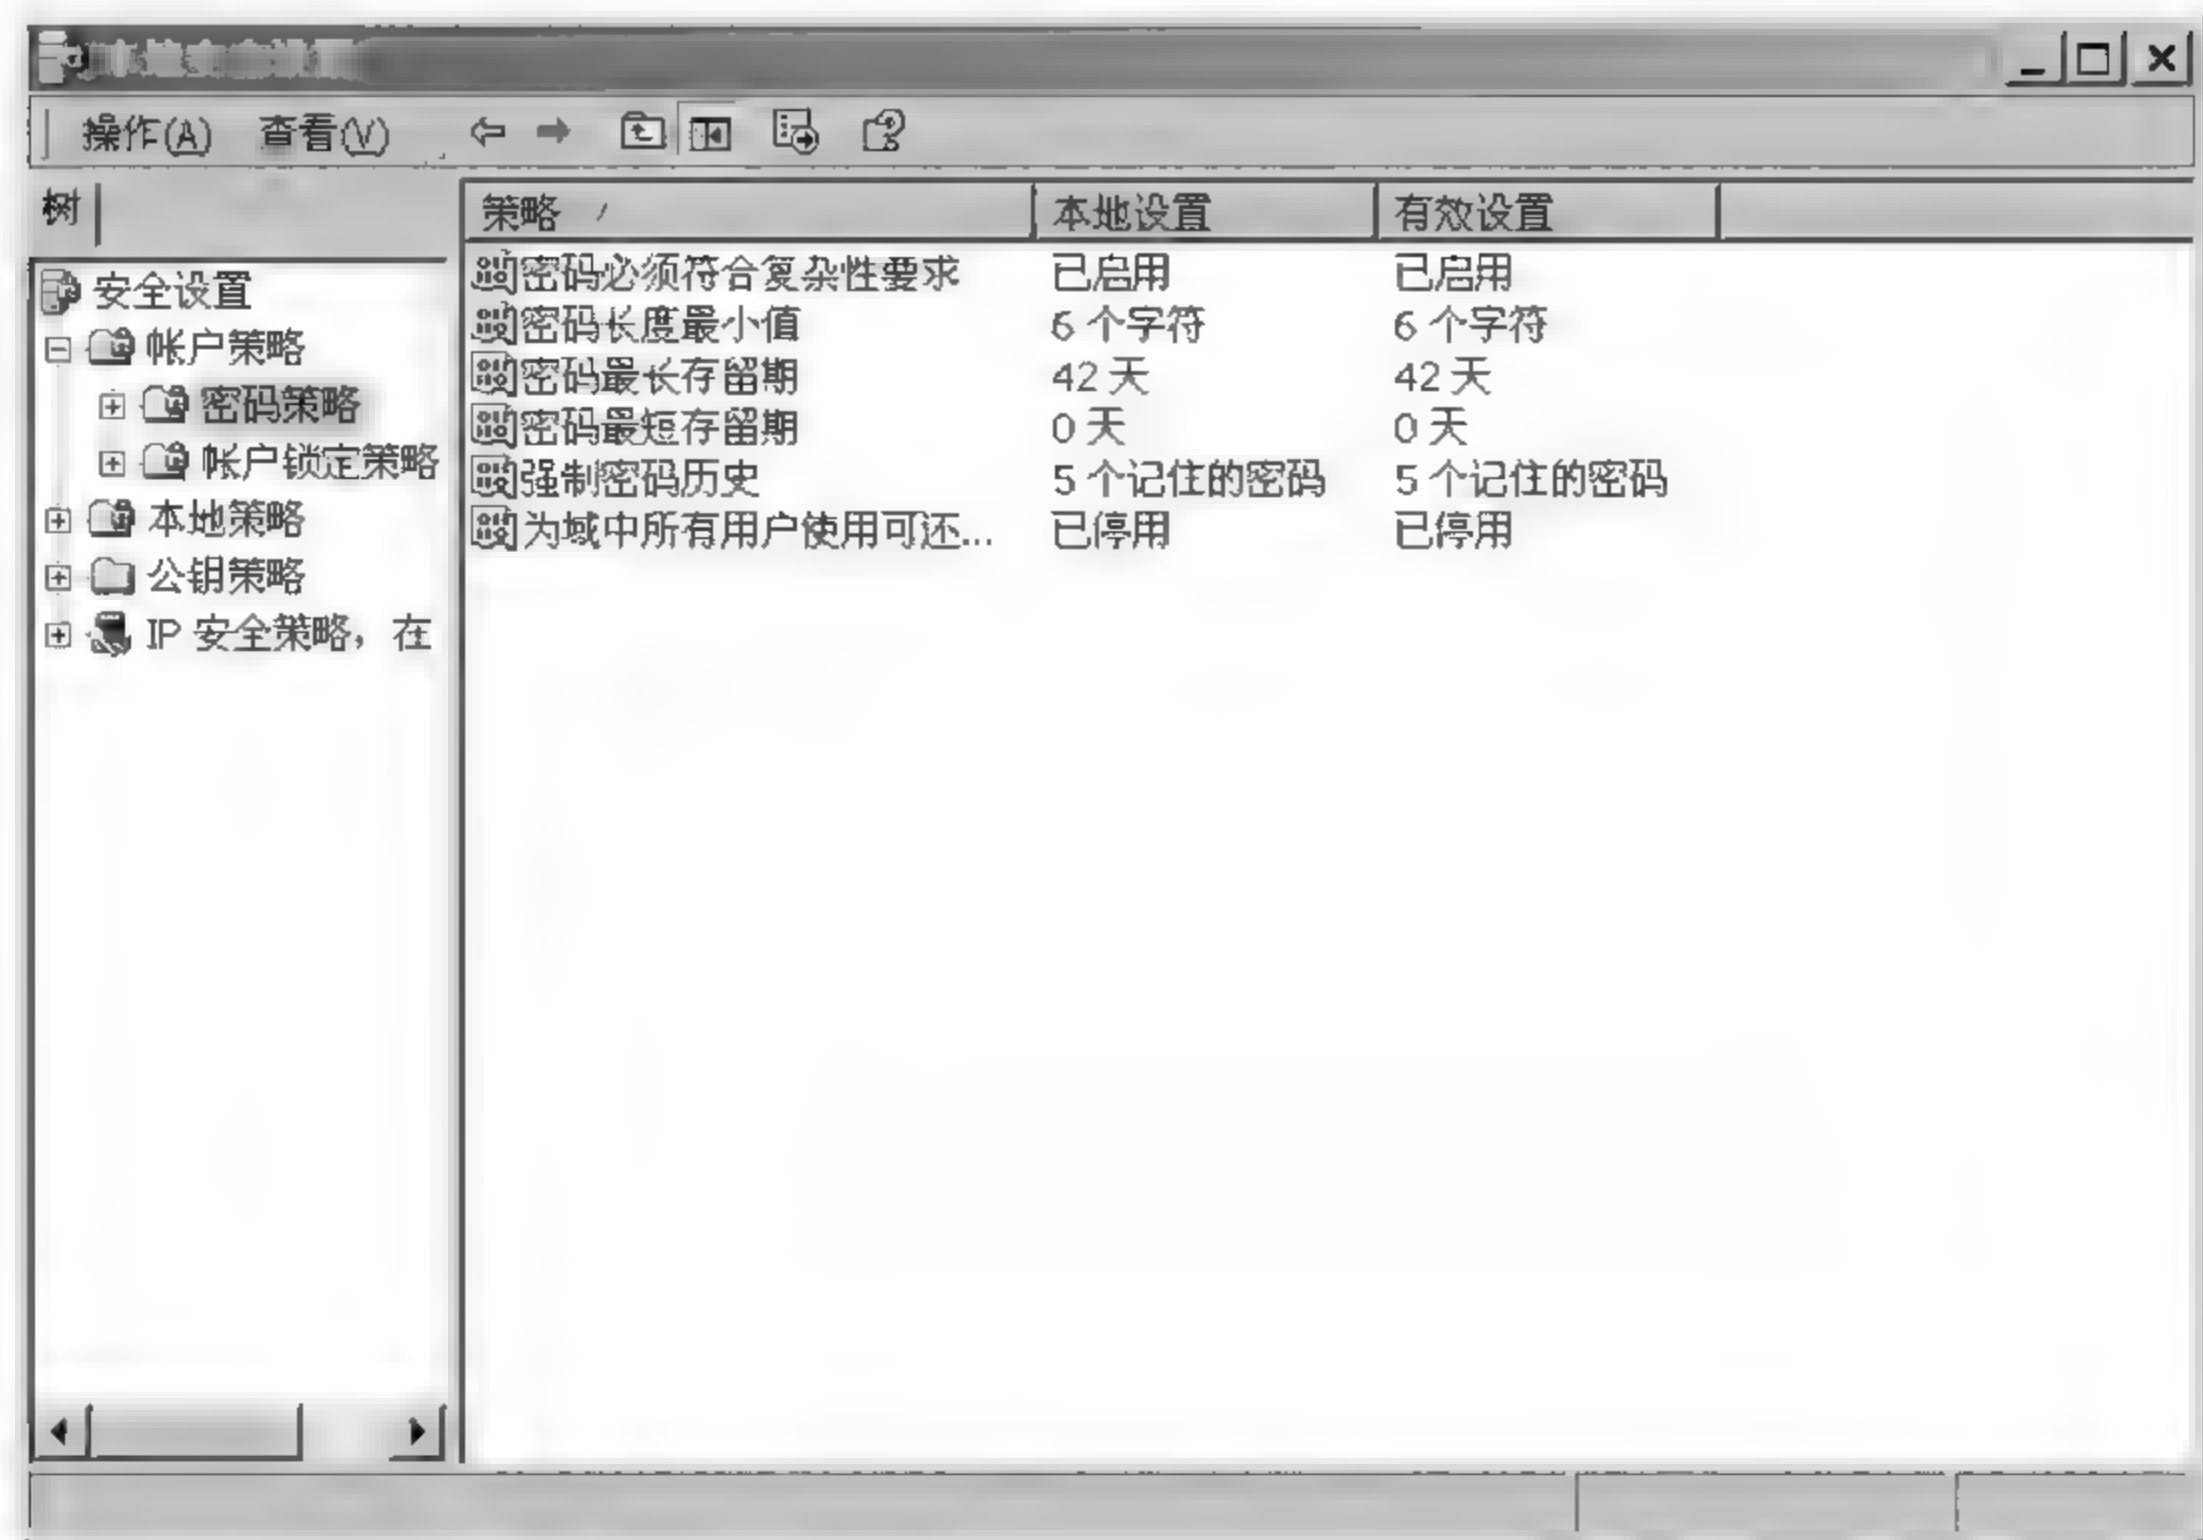 操作(A) 查看(V)
树
策略 本地设置 有效设置
安全设置
帐户策略
密码策略
帐户锁定策略
本地策略
公钥策略
IP 安全策略，在
密码必须符合复杂性要求 已启用 已启用
密码长度最小值 6 个字符 6 个字符
密码最长存留期 42 天 42 天
密码最短存留期 0 天 0 天
强制密码历史 5 个记住的密码 5 个记住的密码
为域中所有用户使用可还... 已停用 已停用